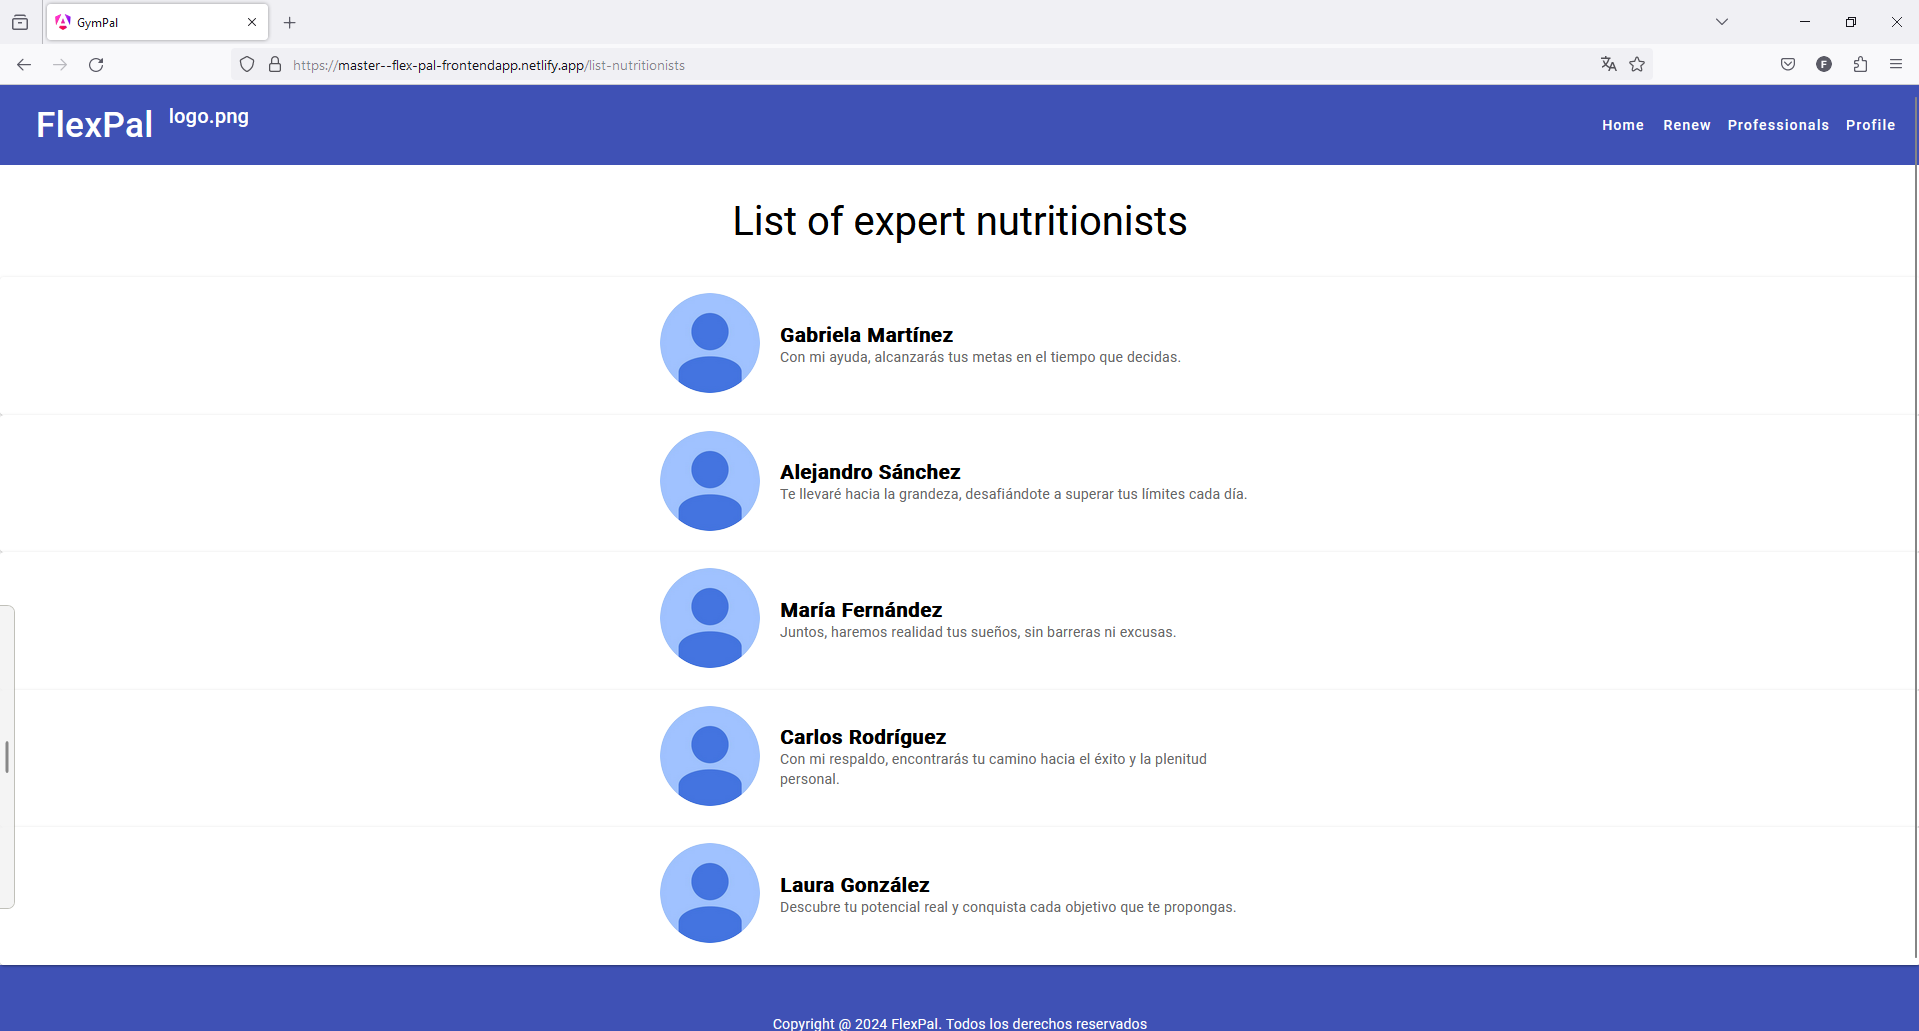 GymPal
https://master--flex-pal-frontendapp.netlify.app/list-nutritionists
F
FlexPal logo.png
Home Renew Professionals Profile
List of expert nutritionists
Gabriela Martínez
Con mi ayuda, alcanzarás tus metas en el tiempo que decidas.
Alejandro Sánchez
Te llevaré hacia la grandeza, desafiándote a superar tus límites cada día.
María Fernández
Juntos, haremos realidad tus sueños, sin barreras ni excusas.
Carlos Rodríguez
Con mi respaldo, encontrarás tu camino hacia el éxito y la plenitud
personal.
Laura González
Descubre tu potencial real y conquista cada objetivo que te propongas.
Copyright @ 2024 FlexPal. Todos los derechos reservados